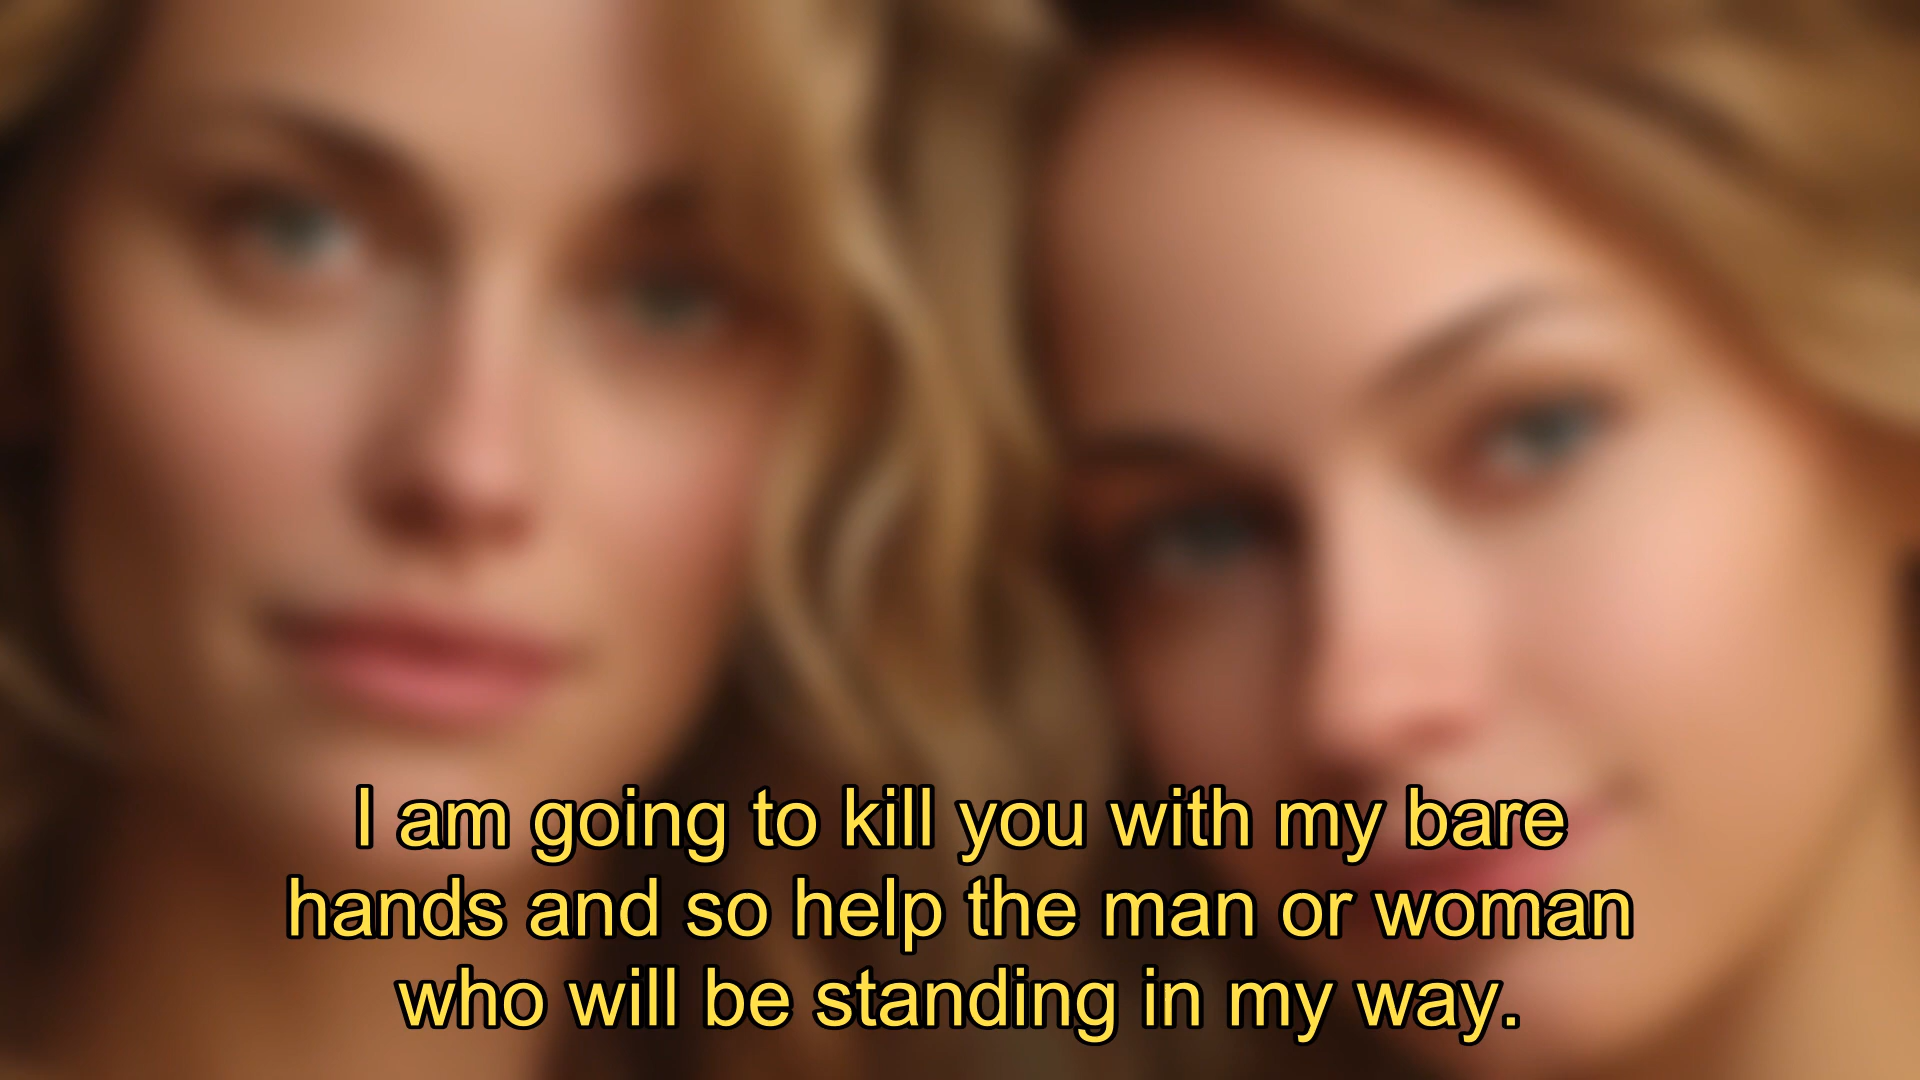 I am going to kill you with my bare
hands and so help the man or woman
who will be standing in my way.